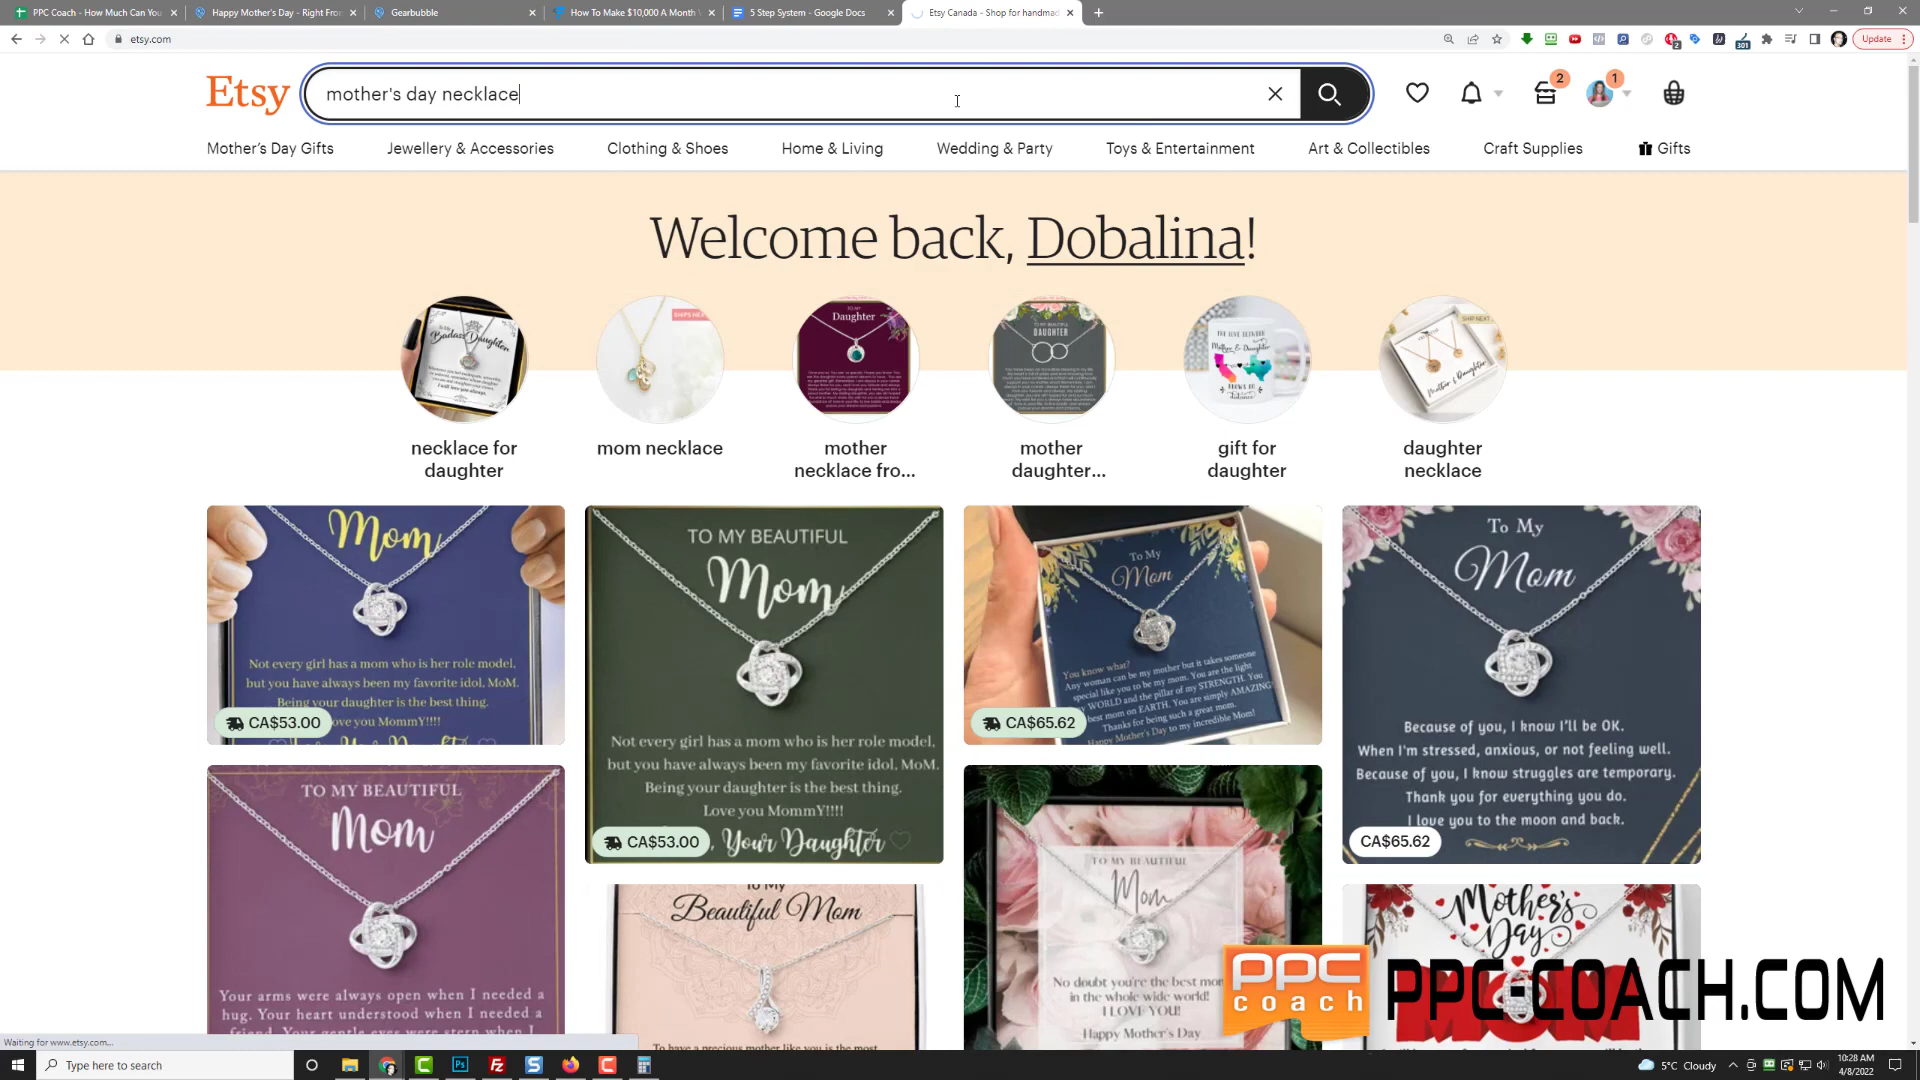 PPC Coach - How Much Can You
Happy Mother's Day - Right From
Gearbubble
How To Make $10,000 A Month
5 Step System - Google Docs
Etsy Canada - Shop for handmad
etsy.com
Update
Etsy
mother's day necklace
2
1
Mother's Day Gifts
Jewellery & Accessories
Clothing & Shoes
Home & Living
Wedding & Party
Toys & Entertainment
Art & Collectibles
Craft Supplies
Gifts
Welcome back, Dobalina!
necklace for
daughter
mom necklace
mother
necklace fro...
mother
daughter...
gift for
daughter
daughter
necklace
Mom
Not every girl has a mom who is her role model,
but you have always been my favorite idol, MoM.
Being your daughter is the best thing.
ove you MommY!!!!
CA$53.00
TO MY BEAUTIFUL
Mom
Not every girl has a mom who is her role model,
but you have always been my favorite idol, MoM.
Being your daughter is the best thing.
Love you MommY!!!!
Your Daughter
CA$53.00
To My
Mom
You know what?
Any woman can be my mother but it takes someone
special like you to be my mom. You are the light
my WORLD and the pillar of my STRENGTH. You
best mom on EARTH. You are simply AMAZING
Thanks for being such a great mom.
Happy Mother's Day to my incredible Mom!
CA$65.62
To My
Mom
Because of you, I know I'll be OK.
When I'm stressed, anxious, or not feeling well.
Because of you, I know struggles are temporary.
Thank you for everything you do.
I love you to the moon and back.
CA$65.62
TO MY BEAUTIFUL
Mom
Your arms were always open when I needed a
hug. Your heart understood when I needed a
friend. Your gentle eyes were stern when I
To My
Beautiful Mom
To have a precious mother like you is the most
TO MY BEAUTIFUL
Mom
No doubt you're the best mom
in the whole wide world!
I LOVE YOU!
Happy Mother's Day
Mother's
Day
MOM
ppc
coach
PPC-COACH.COM
Waiting for www.etsy.com...
Type here to search
5°C Cloudy
10:28 AM
4/8/2022